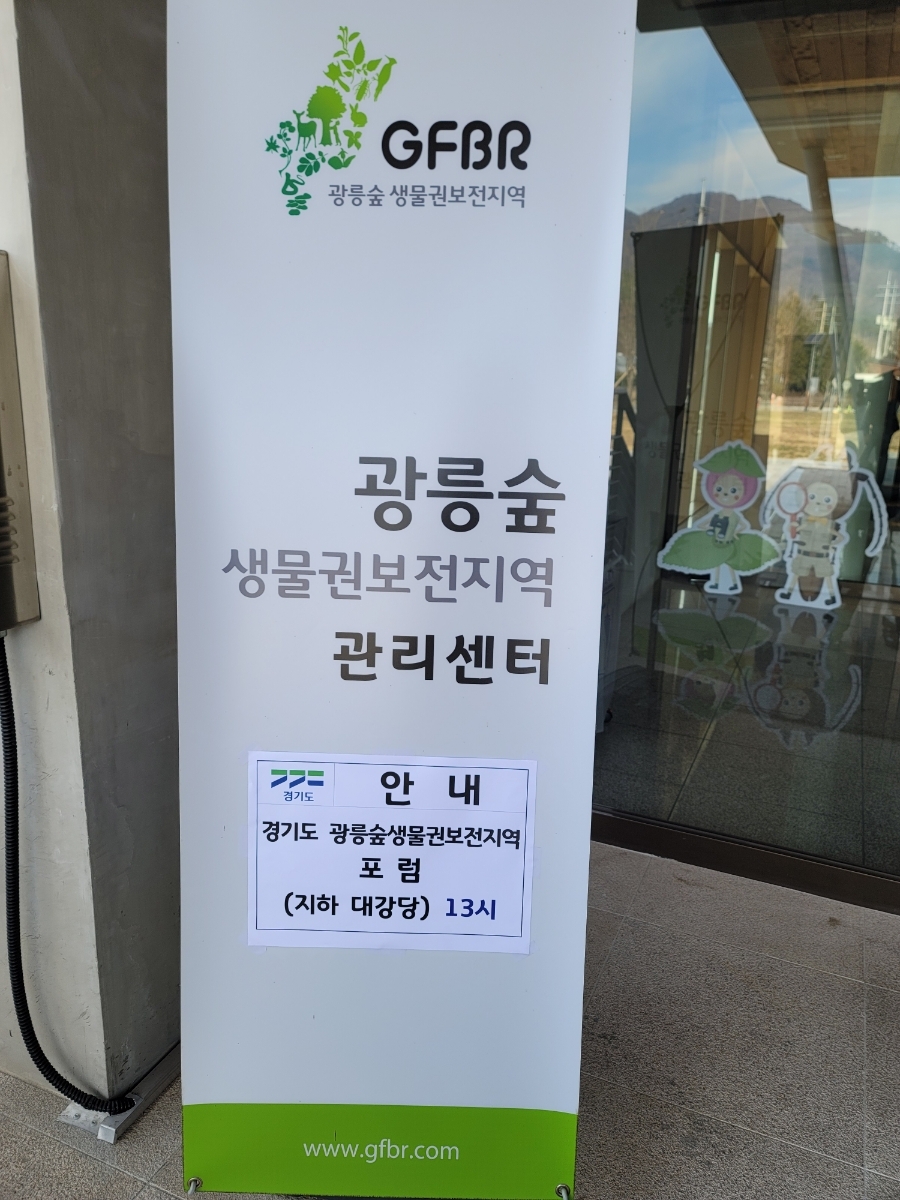 GFBR
광릉숲 생물권보전지역
광릉숲
생물권보전지역
관리센터
경기도
안 내
경기도 광릉숲생물권보전지역
포 럼
(지하 대강당) 13시
www.gfbr.com